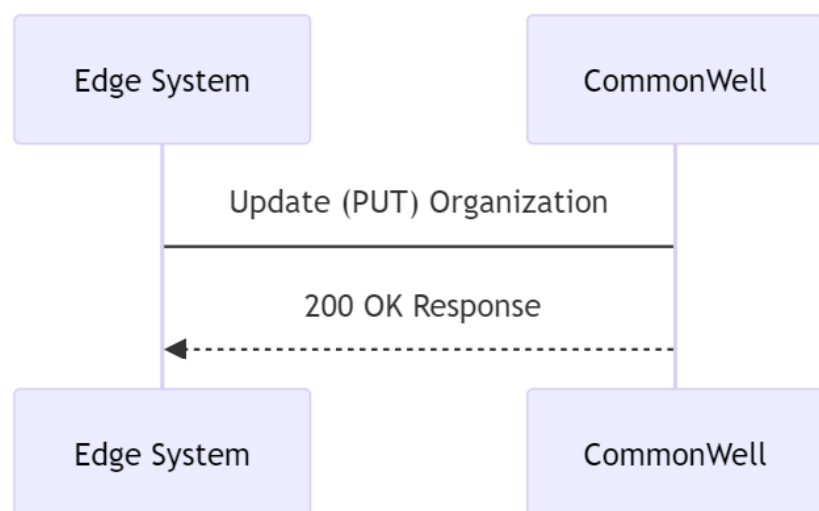 Edge System
CommonWell
Update (PUT) Organization
200 OK Response
Edge System
CommonWell